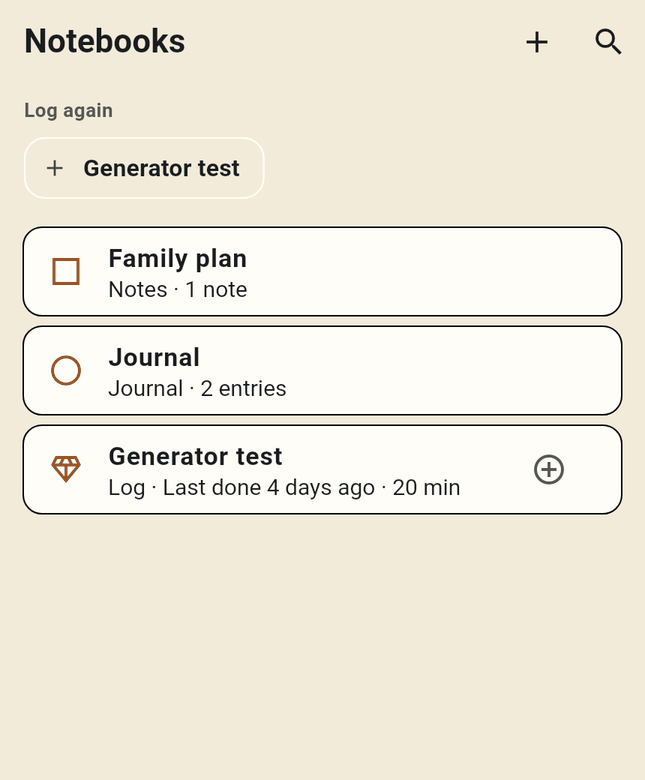 Notebooks
Log again
Generator test
Family plan
Notes · 1 note
Journal
Journal · 2 entries
Generator test
Log · Last done 4 days ago · 20 min